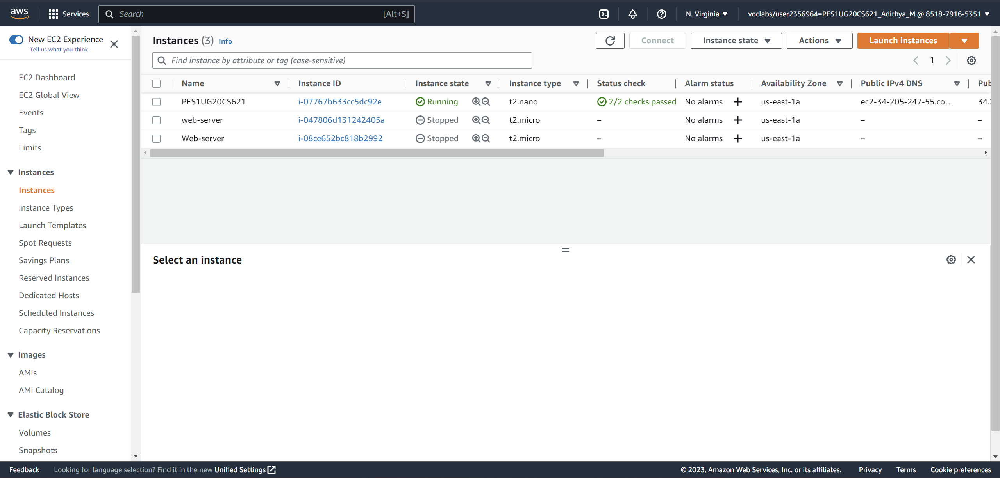 aws Services Search [Alt+S] N. Virginia voclabs/user2356964=PES1UG20CS621_Adithya_M @ 8518-7916-5351
New EC2 Experience
Tell us what you think
EC2 Dashboard
EC2 Global View
Events
Tags
Limits
Instances
Instances
Instance Types
Launch Templates
Spot Requests
Savings Plans
Reserved Instances
Dedicated Hosts
Scheduled Instances
Capacity Reservations
Images
AMIs
AMI Catalog
Elastic Block Store
Volumes
Snapshots
Instances (3) Info Connect Instance state Actions Launch instances
Find instance by attribute or tag (case-sensitive) 1
Name Instance ID Instance state Instance type Status check Alarm status Availability Zone Public IPv4 DNS Pub
PES1UG20CS621 i-07767b633cc5dc92e Running t2.nano 2/2 checks passed No alarms + us-east-1a ec2-34-205-247-55.co... 34.
web-server i-047806d131242405a Stopped t2.micro – No alarms + us-east-1a – –
Web-server i-08ce652bc818b2992 Stopped t2.micro – No alarms + us-east-1a – –
Select an instance
Feedback Looking for language selection? Find it in the new Unified Settings © 2023, Amazon Web Services, Inc. or its affiliates. Privacy Terms Cookie preferences